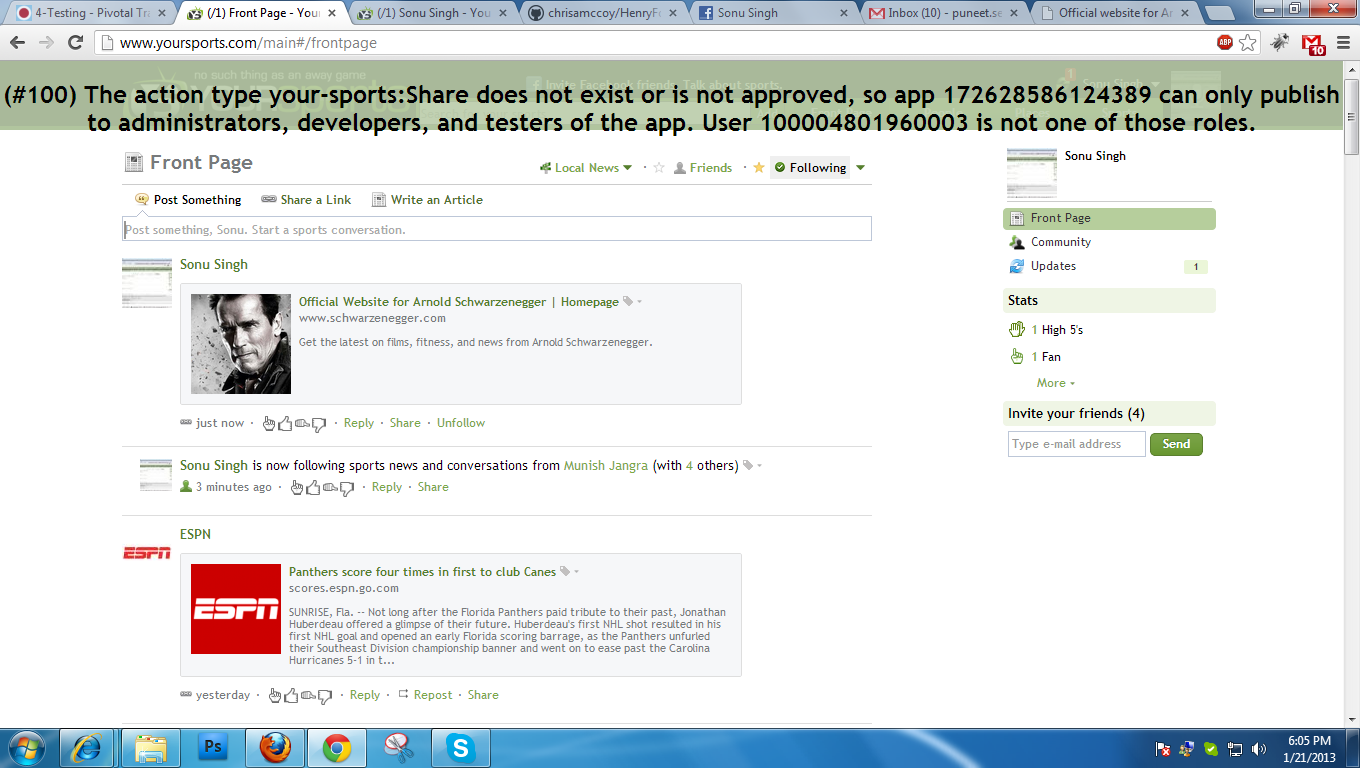 4-Testing - Pivotal Tra
(/1) Front Page - Your
(/1) Sonu Singh - You
chrisamccoy/HenryFo
Sonu Singh
Inbox (10) - puneet.se
Official website for Ar
www.yoursports.com/main#/frontpage
ABP
10
no such thing as an away game
Invite Facebook friends. Talk about sports.
Sonu Singh
(#100) The action type your-sports:Share does not exist or is not approved, so app 172628586124389 can only publish
to administrators, developers, and testers of the app. User 100004801960003 is not one of those roles.
Front Page
Local News · Friends · Following
Sonu Singh
Post Something Share a Link Write an Article
Post something, Sonu. Start a sports conversation.
Front Page
Community
Updates 1
Stats
1 High 5's
1 Fan
More
Invite your friends (4)
Type e-mail address Send
Sonu Singh
Official Website for Arnold Schwarzenegger | Homepage
www.schwarzenegger.com
Get the latest on films, fitness, and news from Arnold Schwarzenegger.
just now · · Reply · Share · Unfollow
Sonu Singh is now following sports news and conversations from Munish Jangra (with 4 others)
3 minutes ago · · Reply · Share
ESPN
ESPN
ESPN
Panthers score four times in first to club Canes
scores.espn.go.com
SUNRISE, Fla. -- Not long after the Florida Panthers paid tribute to their past, Jonathan
Huberdeau offered a glimpse of their future. Huberdeau's first NHL shot resulted in his
first NHL goal and opened an early Florida scoring barrage, as the Panthers unfurled
their Southeast Division championship banner and went on to ease past the Carolina
Hurricanes 5-1 in t...
yesterday · · Reply · Repost · Share
Ps
6:05 PM
1/21/2013